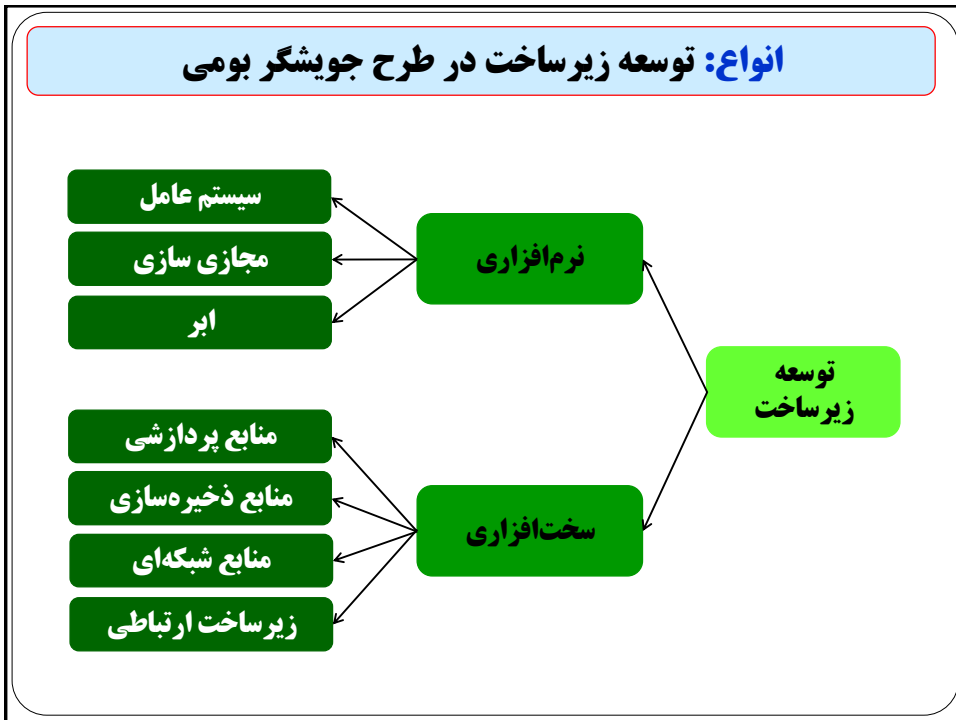 انواع: توسعه زیرساخت در طرح جویشگر بومی
توسعه
زیرساخت
نرم‌افزاری
سیستم عامل
مجازی سازی
ابر
سخت‌افزاری
منابع پردازشی
منابع ذخیره‌سازی
منابع شبکه‌ای
زیرساخت ارتباطی